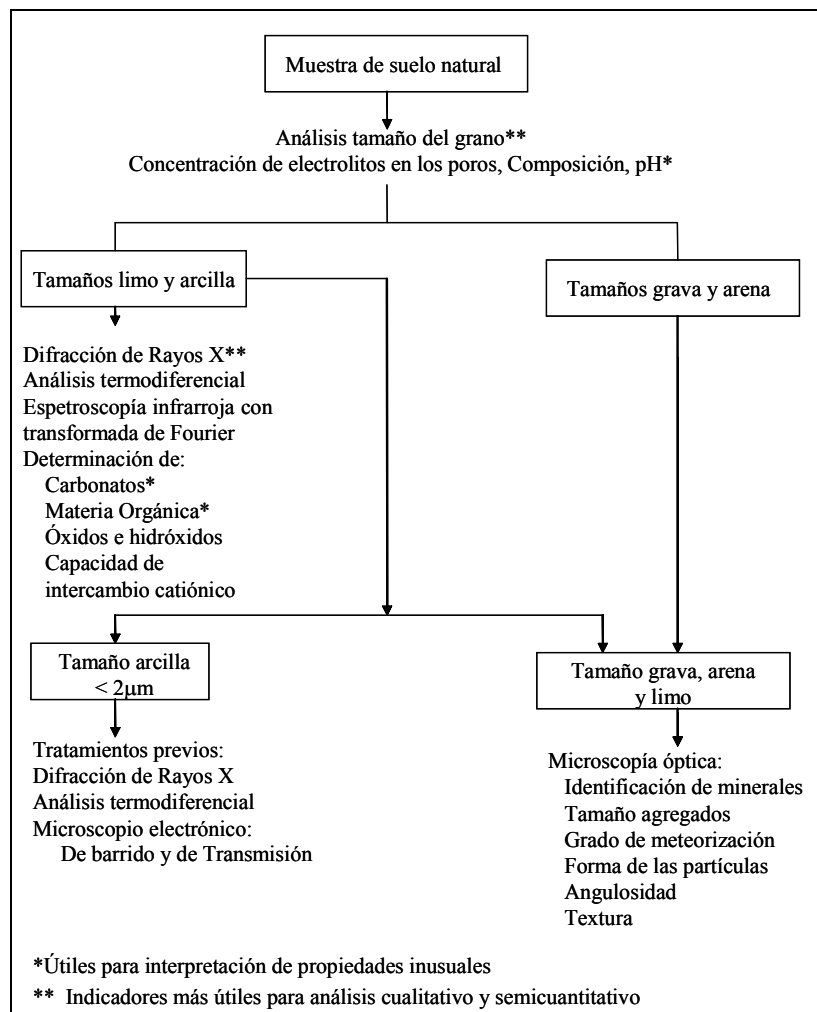 Muestra de suelo natural
Análisis tamaño del grano**
Concentración de electrolitos en los poros, Composición, pH*
Tamaños limo y arcilla
Tamaños grava y arena
Difracción de Rayos X**
Análisis termodiferencial
Espetroscopía infrarroja con
transformada de Fourier
Determinación de:
Carbonatos*
Materia Orgánica*
Óxidos e hidróxidos
Capacidad de
intercambio catiónico
Tamaño arcilla
< 2μm
Tamaño grava, arena
y limo
Tratamientos previos:
Difracción de Rayos X
Análisis termodiferencial
Microscopio electrónico:
De barrido y de Transmisión
Microscopía óptica:
Identificación de minerales
Tamaño agregados
Grado de meteorización
Forma de las partículas
Angulosidad
Textura
*Útiles para interpretación de propiedades inusuales
** Indicadores más útiles para análisis cualitativo y semicuantitativo